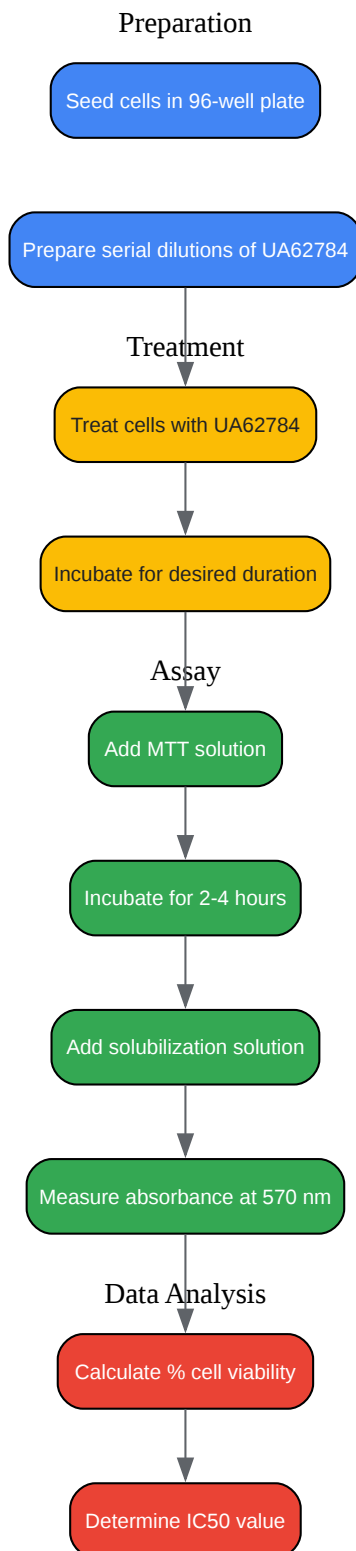 Preparation
Seed cells in 96-well plate
Prepare serial dilutions of UA62784
Treatment
Treat cells with UA62784
Incubate for desired duration
Assay
Add MTT solution
Incubate for 2-4 hours
Add solubilization solution
Measure absorbance at 570 nm
Data Analysis
Calculate % cell viability
Determine IC50 value